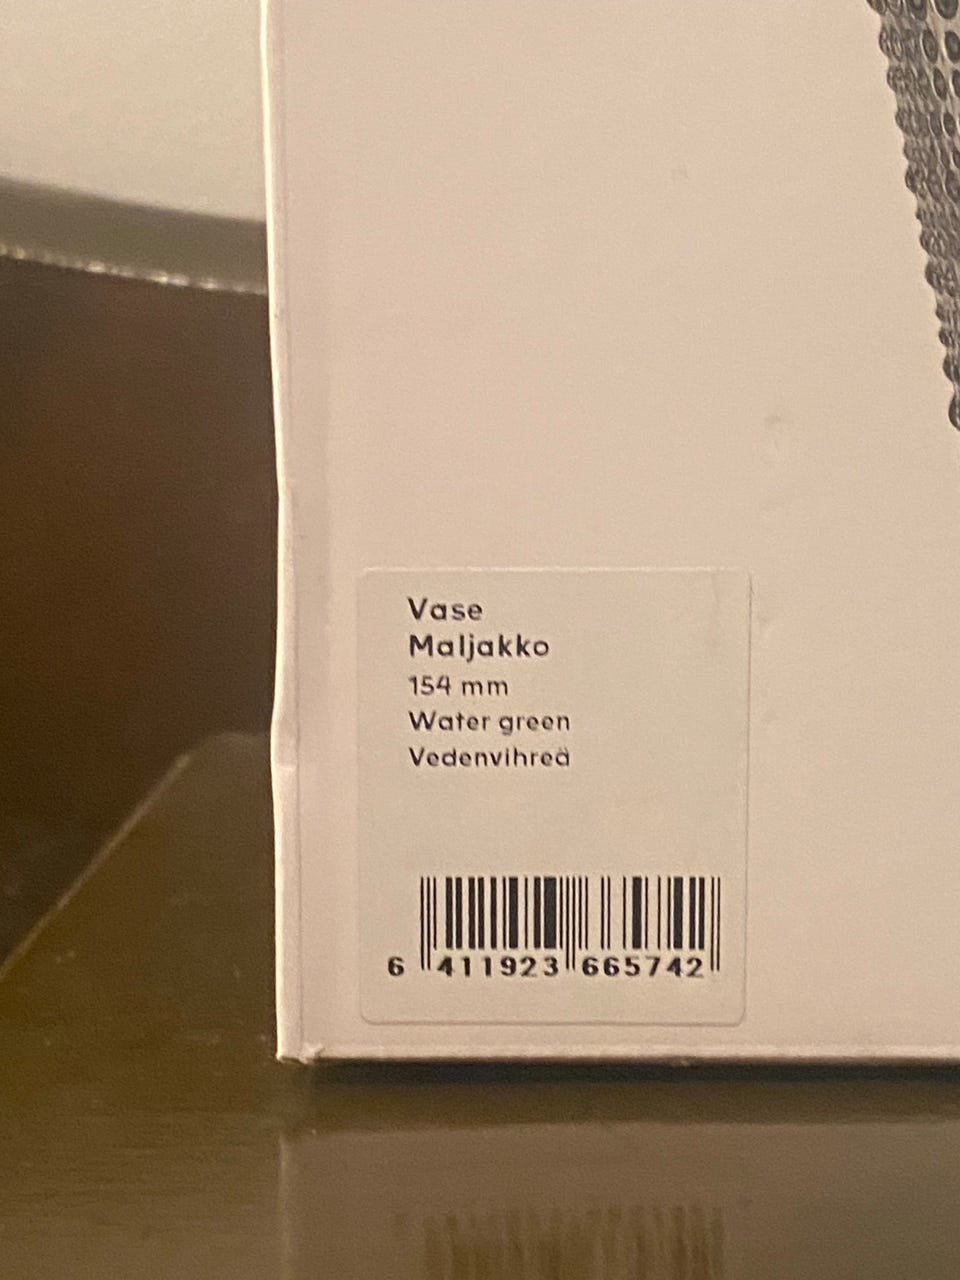 Vase
Maljakko
154 mm
Water green
Vedenvihreä
6 411923 665742